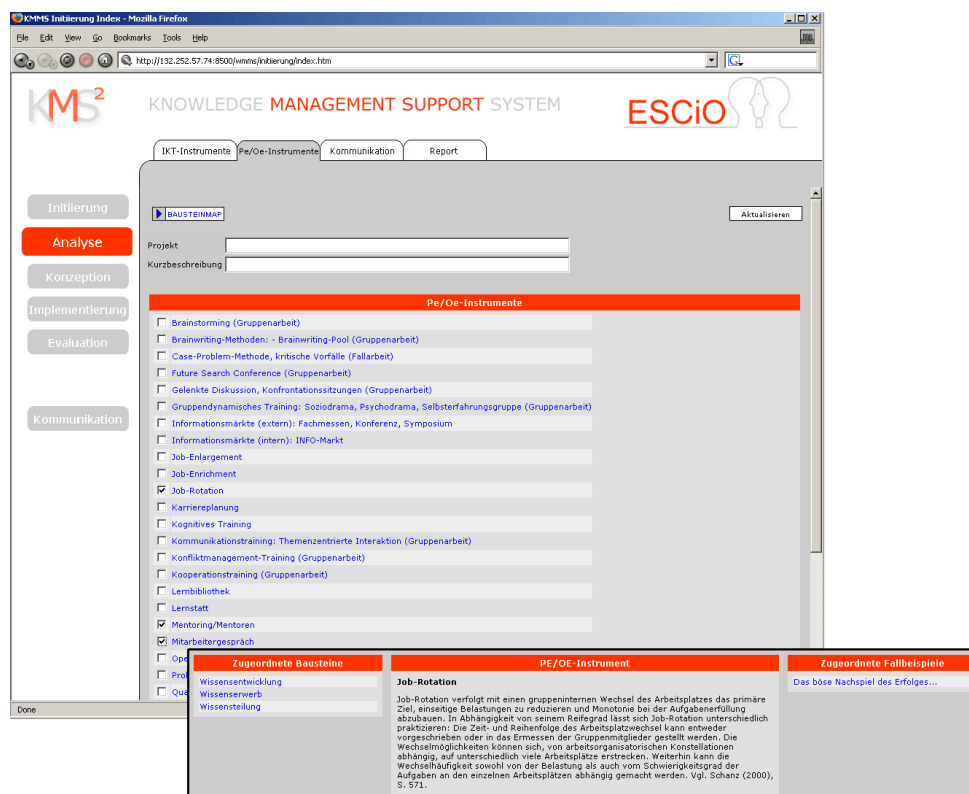 KMMS Initiierung Index - Mozilla Firefox
File Edit View Go Bookmarks Tools Help
http://132.252.57.74:8500/wmms/initiierung/index.htm
KMS2
KNOWLEDGE MANAGEMENT SUPPORT SYSTEM
ESCiO
IKT-Instrumente
Pe/Oe-Instrumente
Kommunikation
Report
Initiierung
Analyse
Konzeption
Implementierung
Evaluation
Kommunikation
BAUSTEINMAP
Aktualisieren
Projekt
Kurzbeschreibung
Pe/Oe-Instrumente
Brainstorming (Gruppenarbeit)
Brainwriting-Methoden: - Brainwriting-Pool (Gruppenarbeit)
Case-Problem-Methode, kritische Vorfälle (Fallarbeit)
Future Search Conference (Gruppenarbeit)
Gelenkte Diskussion, Konfrontationssitzungen (Gruppenarbeit)
Gruppendynamisches Training: Soziodrama, Psychodrama, Selbsterfahrungsgruppe (Gruppenarbeit)
Informationsmärkte (extern): Fachmessen, Konferenz, Symposium
Informationsmärkte (intern): INFO-Markt
Job-Enlargement
Job-Enrichment
Job-Rotation
Karriereplanung
Kognitives Training
Kommunikationstraining: Themenzentrierte Interaktion (Gruppenarbeit)
Konfliktmanagement-Training (Gruppenarbeit)
Kooperationstraining (Gruppenarbeit)
Lernbibliothek
Lernstatt
Mentoring/Mentoren
Mitarbeitergespräch
Ope
Prol
Qua
Done
Zugeordnete Bausteine
Wissensentwicklung
Wissenserwerb
Wissensteilung
PE/OE-Instrument
Job-Rotation
Job-Rotation verfolgt mit einen gruppeninternen Wechsel des Arbeitsplatzes das primäre
Ziel, einseitige Belastungen zu reduzieren und Monotonie bei der Aufgabenerfüllung
abzubauen. In Abhängigkeit von seinem Reifegrad lässt sich Job-Rotation unterschiedlich
praktizieren: Die Zeit- und Reihenfolge des Arbeitsplatzwechsel kann entweder
vorgeschrieben oder in das Ermessen der Gruppenmitglieder gestellt werden. Die
Wechselmöglichkeiten können sich, von arbeitsorganisatorischen Konstellationen
abhängig, auf unterschiedlich viele Arbeitsplätze erstrecken. Weiterhin kann die
Wechselhäufigkeit sowohl von der Belastung als auch vom Schwierigkeitsgrad der
Aufgaben an den einzelnen Arbeitsplätzen abhängig gemacht werden. Vgl. Schanz (2000),
S. 571.
Zugeordnete Fallbeispiele
Das böse Nachspiel des Erfolges...